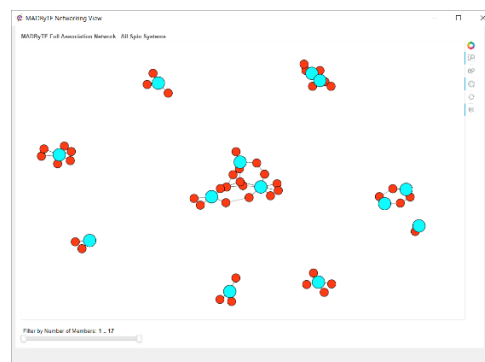 MADByTE Networking View
MADByTE Full Association Network  All Spin Systems
Filter by Number of Members: 1 .. 17